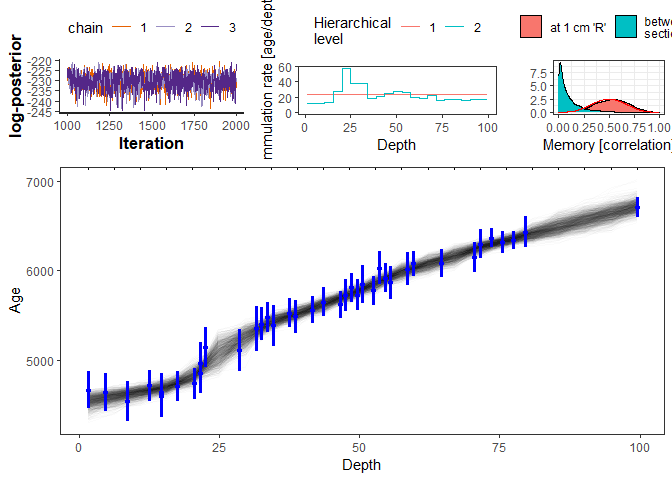 chain 1 2 3
log-posterior
-220
-225
-230
-235
-240
-245
1000 1250 1500 1750 2000
Iteration
Hierarchical
level
1 2
mmulation rate [age/dept
60
40
20
0
0 25 50 75 100
Depth
at 1 cm 'R'
betw
sectio
7.5
5.0
2.5
0.0
0.00 0.25 0.50 0.75 1.00
Memory [correlation]
7000
6000
5000
Age
0 25 50 75 100
Depth